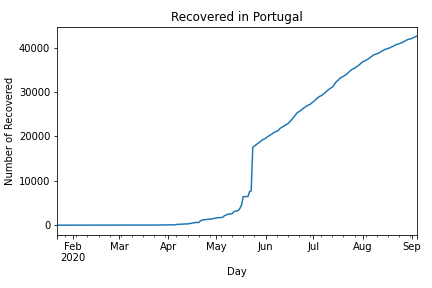 Recovered in Portugal
Number of Recovered
40000
30000
20000
10000
0
Feb Mar Apr May Jun Jul Aug Sep
2020
Day